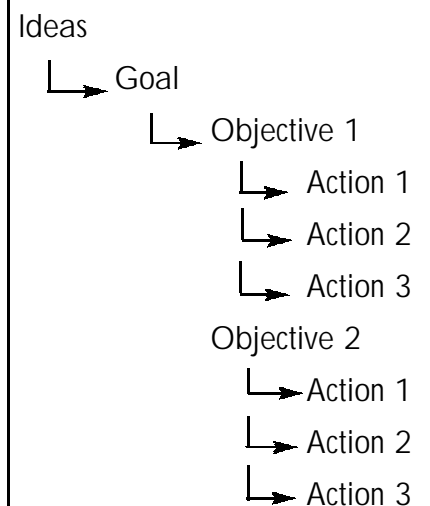 Ideas
Goal
Objective 1
Action 1
Action 2
Action 3
Objective 2
Action 1
Action 2
Action 3